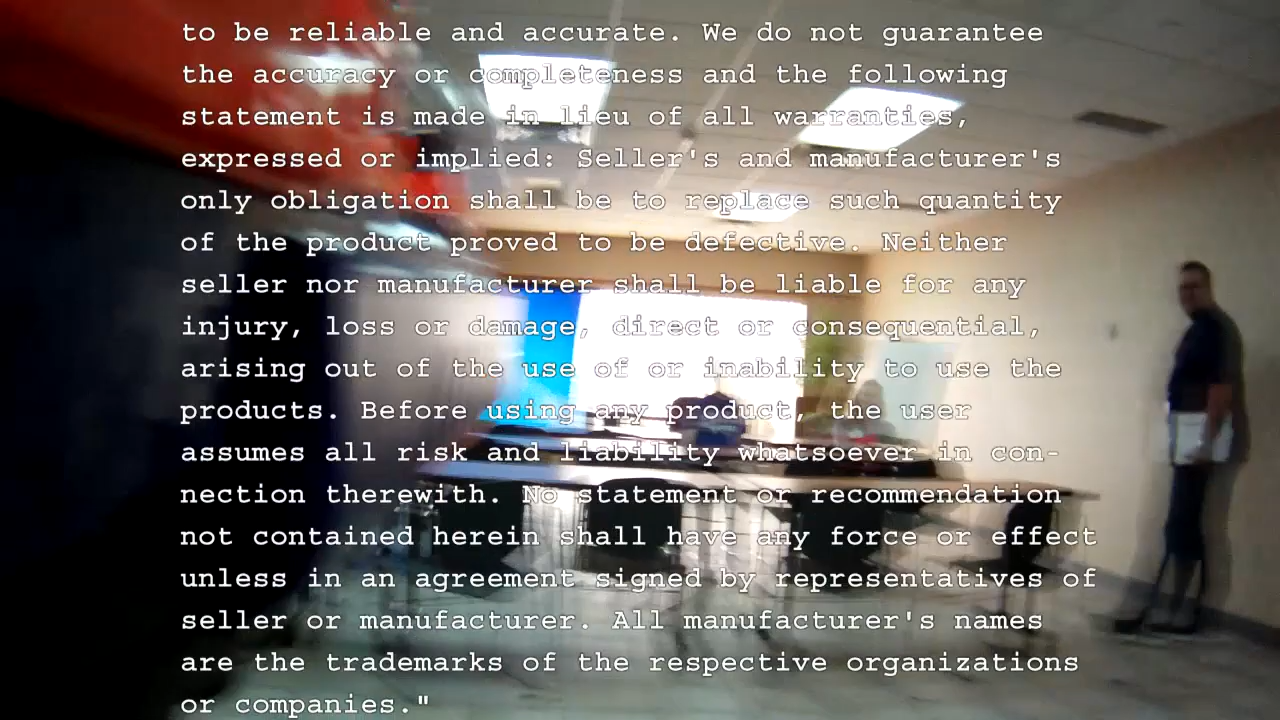 to be reliable and accurate. We do not guarantee
the accuracy or completeness and the following
statement is made in lieu of all warranties,
expressed or implied: Seller's and manufacturer's
only obligation shall be to replace such quantity
of the product proved to be defective. Neither
seller nor manufacturer shall be liable for any
injury, loss or damage, direct or consequential,
arising out of the use of or inability to use the
products. Before using any product, the user
assumes all risk and liability whatsoever in con-
nection therewith. No statement or recommendation
not contained herein shall have any force or effect
unless in an agreement signed by representatives of
seller or manufacturer. All manufacturer's names
are the trademarks of the respective organizations
or companies."